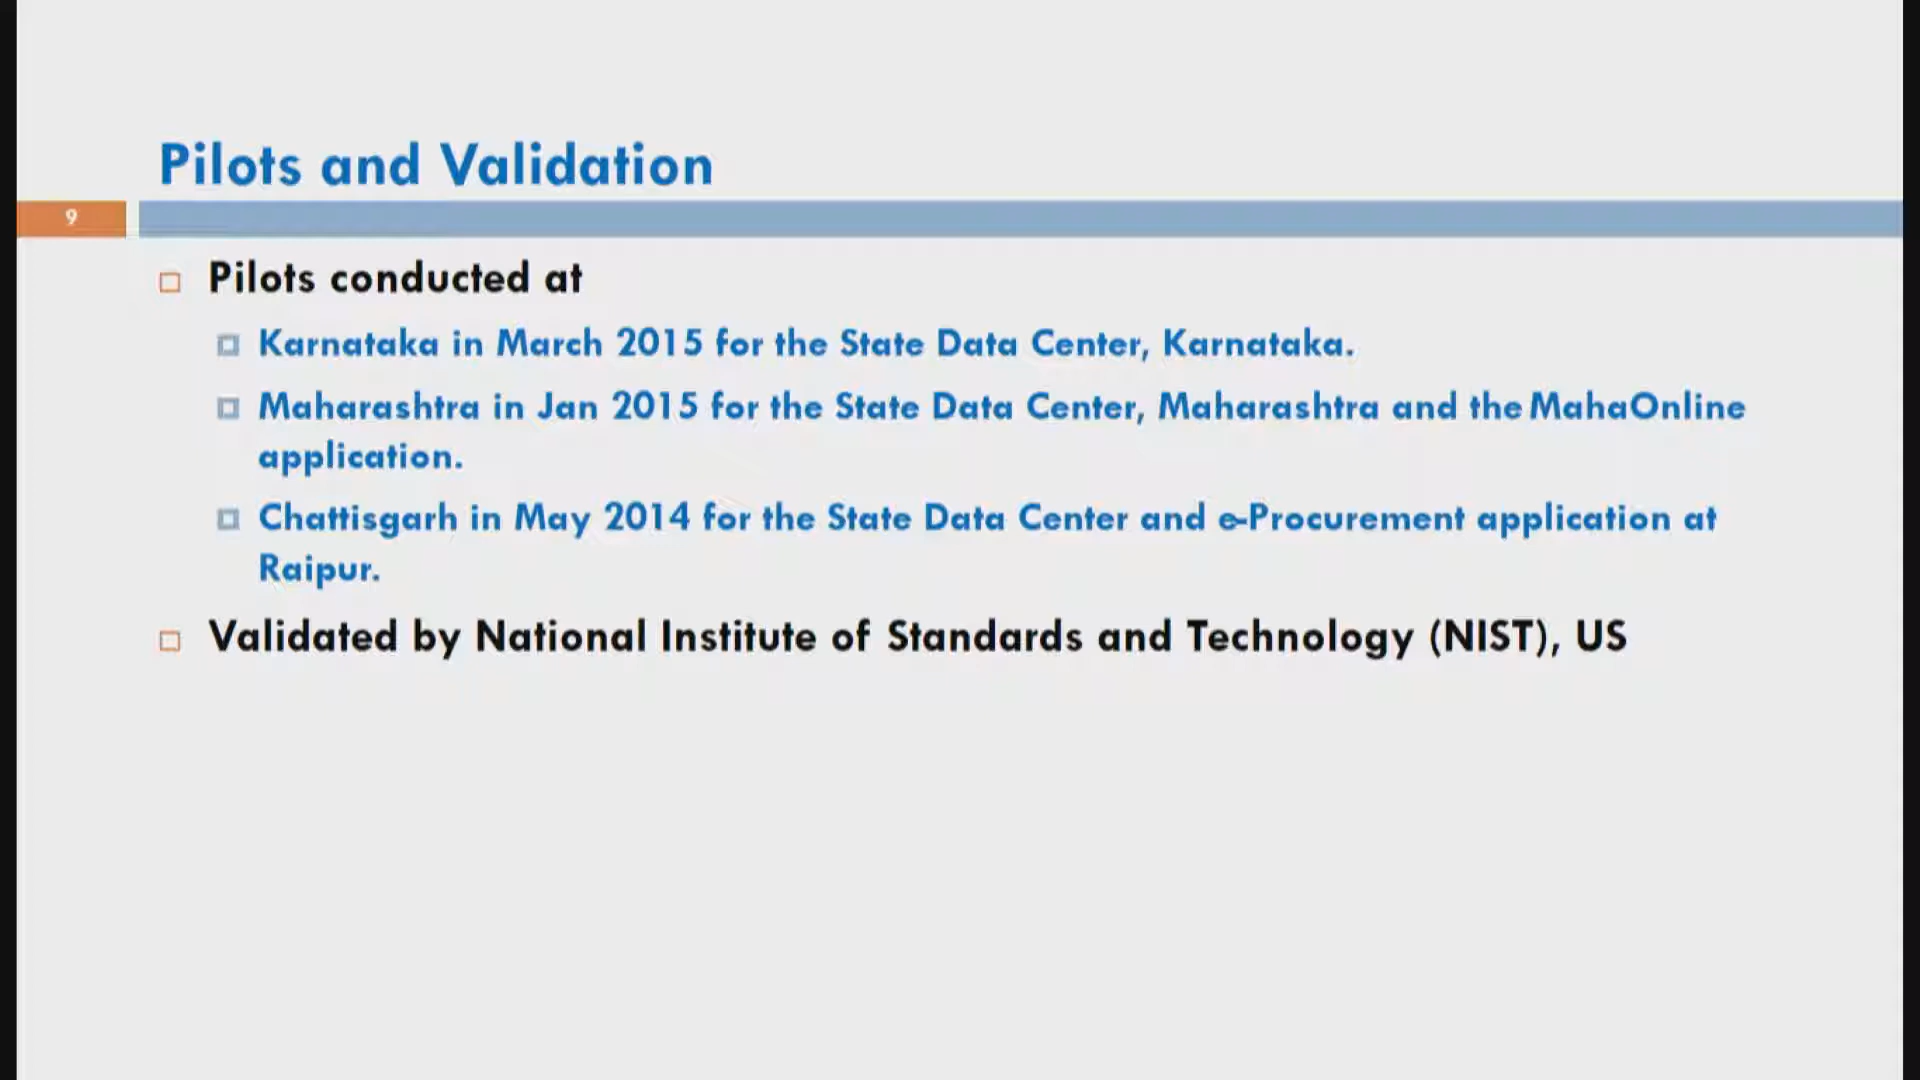 Pilots and Validation
9
Pilots conducted at
Karnataka in March 2015 for the State Data Center, Karnataka.
Maharashtra in Jan 2015 for the State Data Center, Maharashtra and the MahaOnline
application.
Chattisgarh in May 2014 for the State Data Center and e-Procurement application at
Raipur.
Validated by National Institute of Standards and Technology (NIST), US